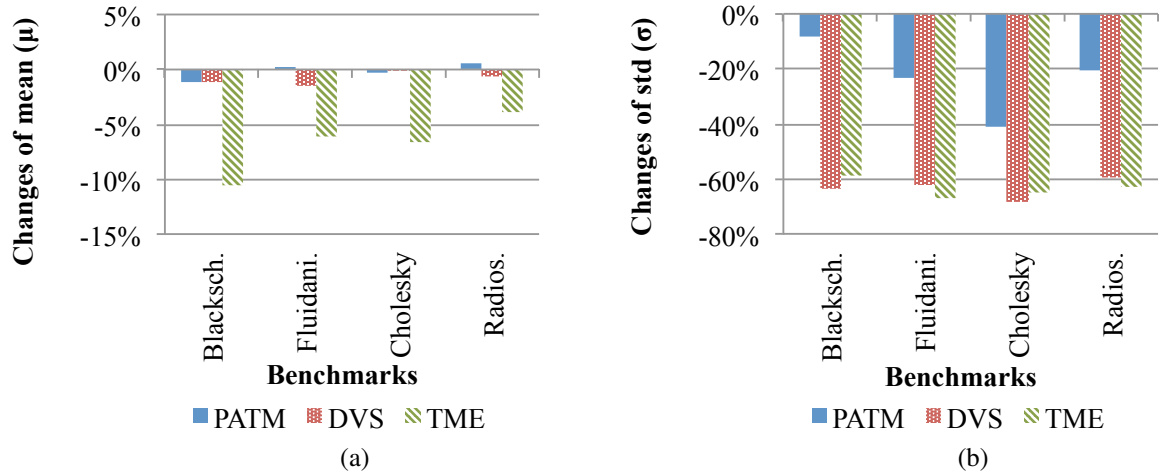 Changes of mean (μ)
5%
0%
-5%
-10%
-15%
Blacksch.
Fluidani.
Cholesky
Radios.
Benchmarks
PATM DVS TME
(a)
Changes of std (σ)
0%
-20%
-40%
-60%
-80%
Blacksch.
Fluidani.
Cholesky
Radios.
Benchmarks
PATM DVS TME
(b)